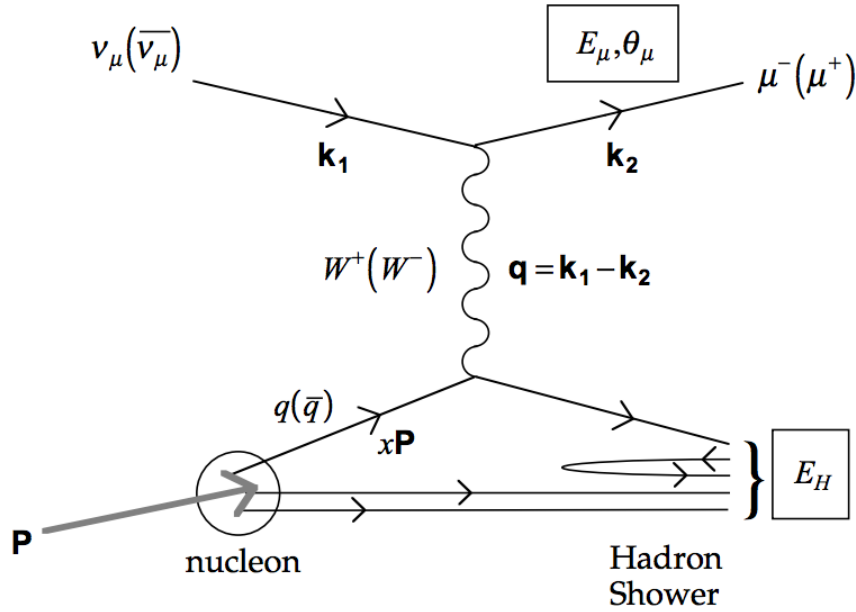 ν_μ(ν̅_μ)
E_μ,θ_μ
μ⁻(μ⁺)
k₁
k₂
W⁺(W⁻)
q = k₁ − k₂
q(q̄)
xP
E_H
P
nucleon
Hadron
Shower